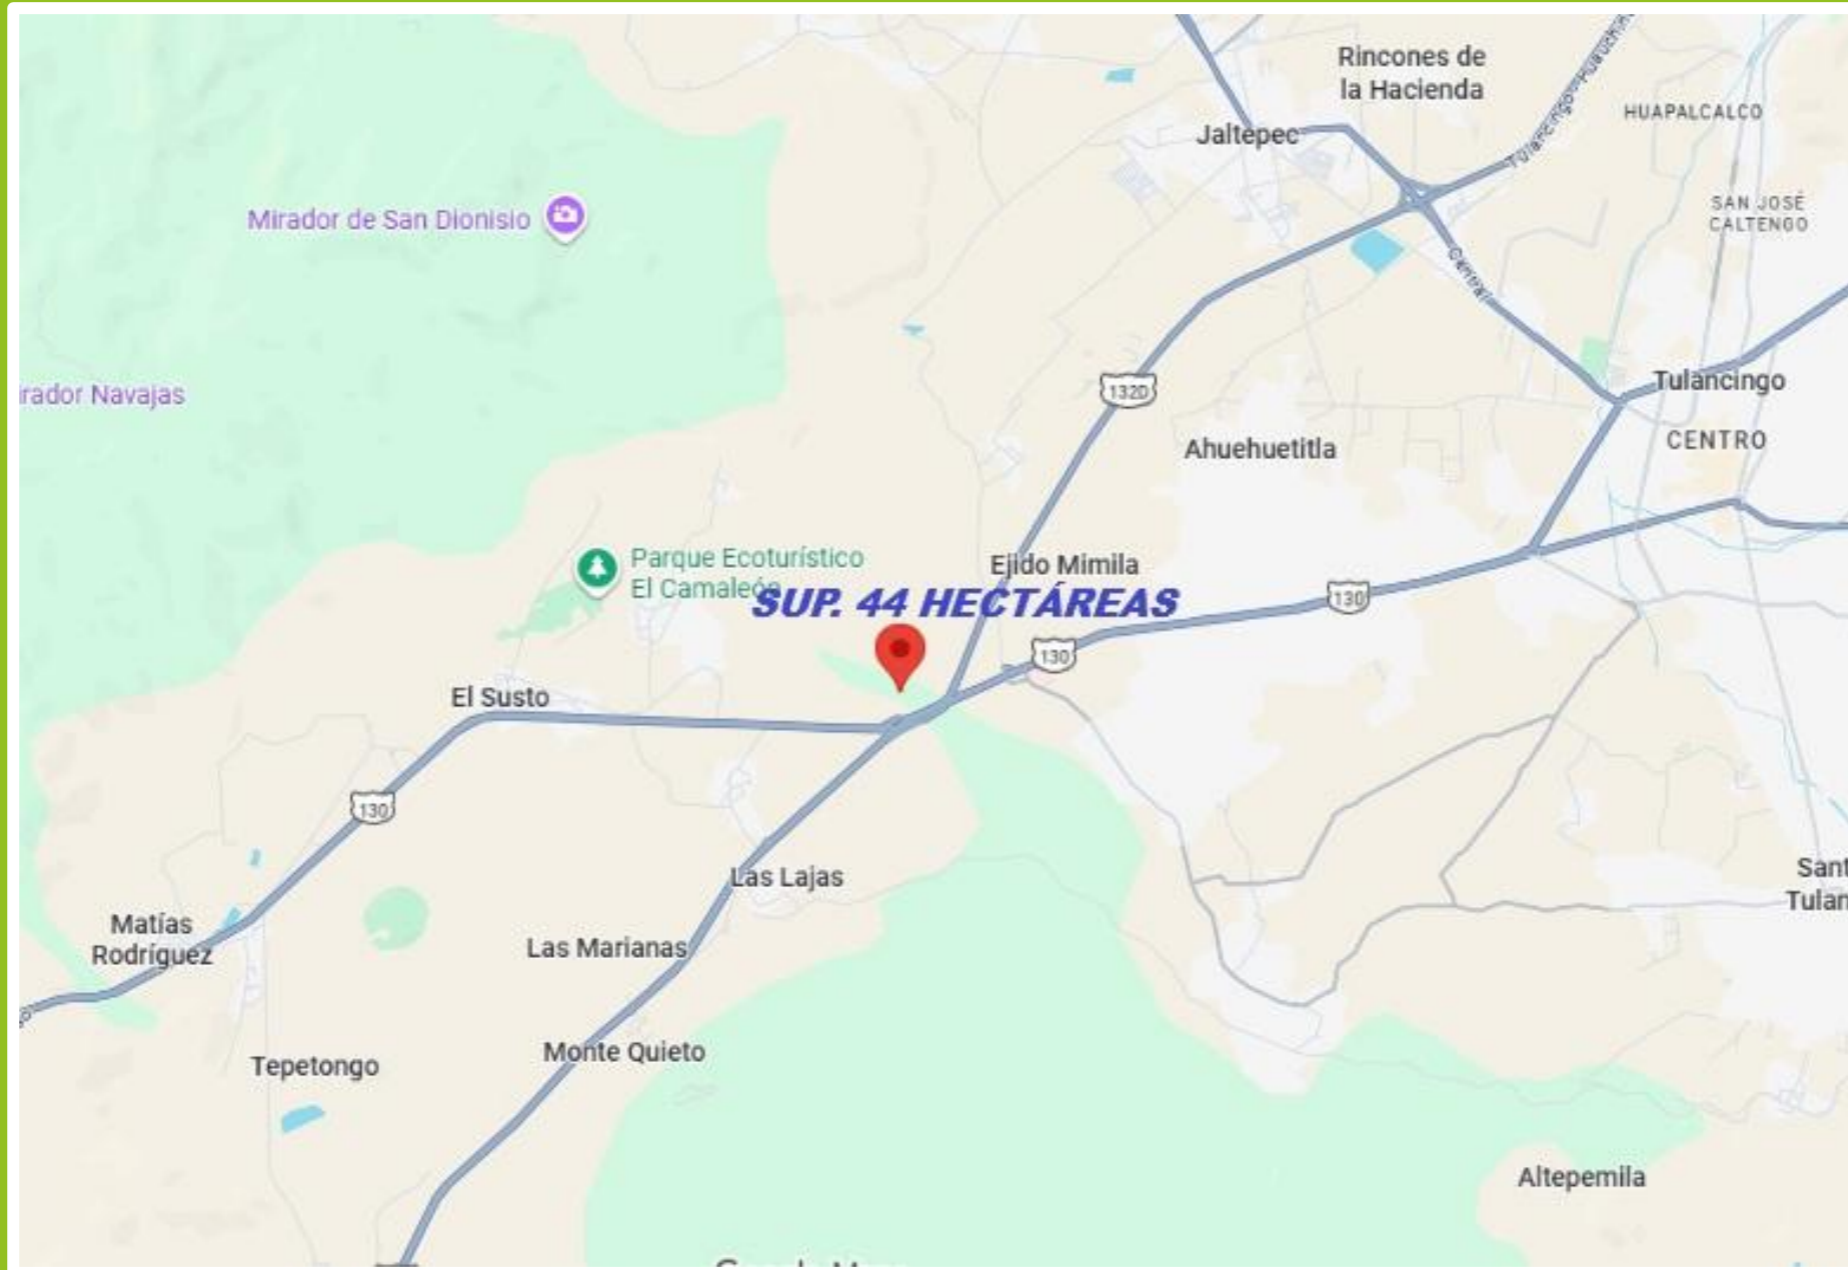 Rincones de
la Hacienda
HUAPALCALCO
Jaltepec
SAN JOSÉ
CALTENGO
Mirador de San Dionisio
Central
irador Navajas
1320
Tulancingo
CENTRO
Ahuehuetitla
Parque Ecoturístico
El Camaleón
Ejido Mimila
SUP. 44 HECTÁREAS
130
130
El Susto
130
Las Lajas
Matías
Rodríguez
Las Marianas
Sant
Tulan
Monte Quieto
Tepetongo
Altepemila